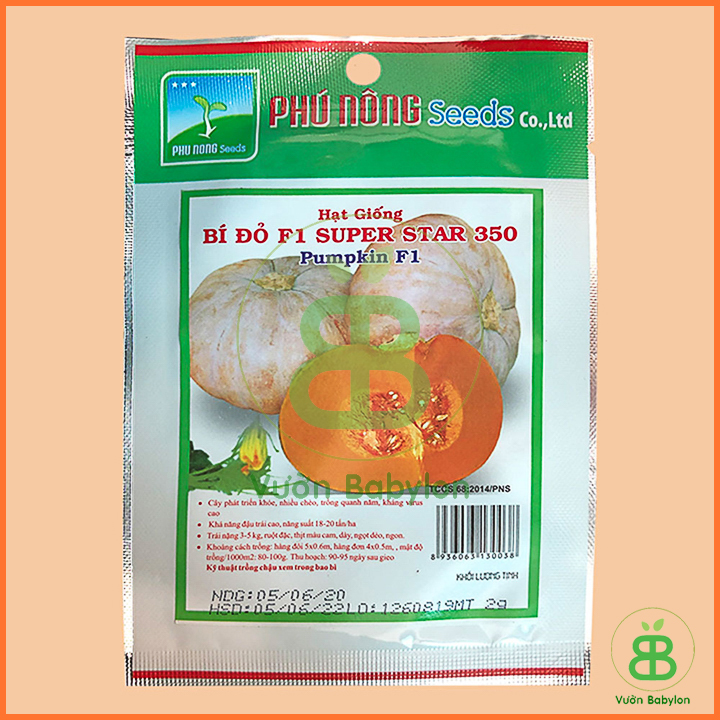 PHÚ NÔNG Seeds Co.,Ltd
PHU NONG Seeds
Hạt Giống
BÍ ĐỎ F1 SUPER STAR 350
Pumpkin F1
Vườn Babylon
TCCS 68:2014/PNS
• Cây phát triển khỏe, nhiều chèo, trồng quanh năm, kháng virus
cao
• Khả năng đậu trái cao, năng suất 18-20 tấn/ha
• Trái nặng 3-5 kg, ruột đặc, thịt màu cam, dày, ngọt dẻo, ngon.
• Khoảng cách trồng: hàng đôi 5x0.6m, hàng đơn 4x0.5m, , mật độ
trồng/1000m2: 80-100g. Thu hoạch: 90-95 ngày sau gieo
Kỹ thuật trồng chậu xem trong bao bì
8 936063 130038
KHỐI LƯỢNG TỊNH
NDG:05/06/20
HSD:05/06/22LO:1260819MT 2g
Vườn Babylon